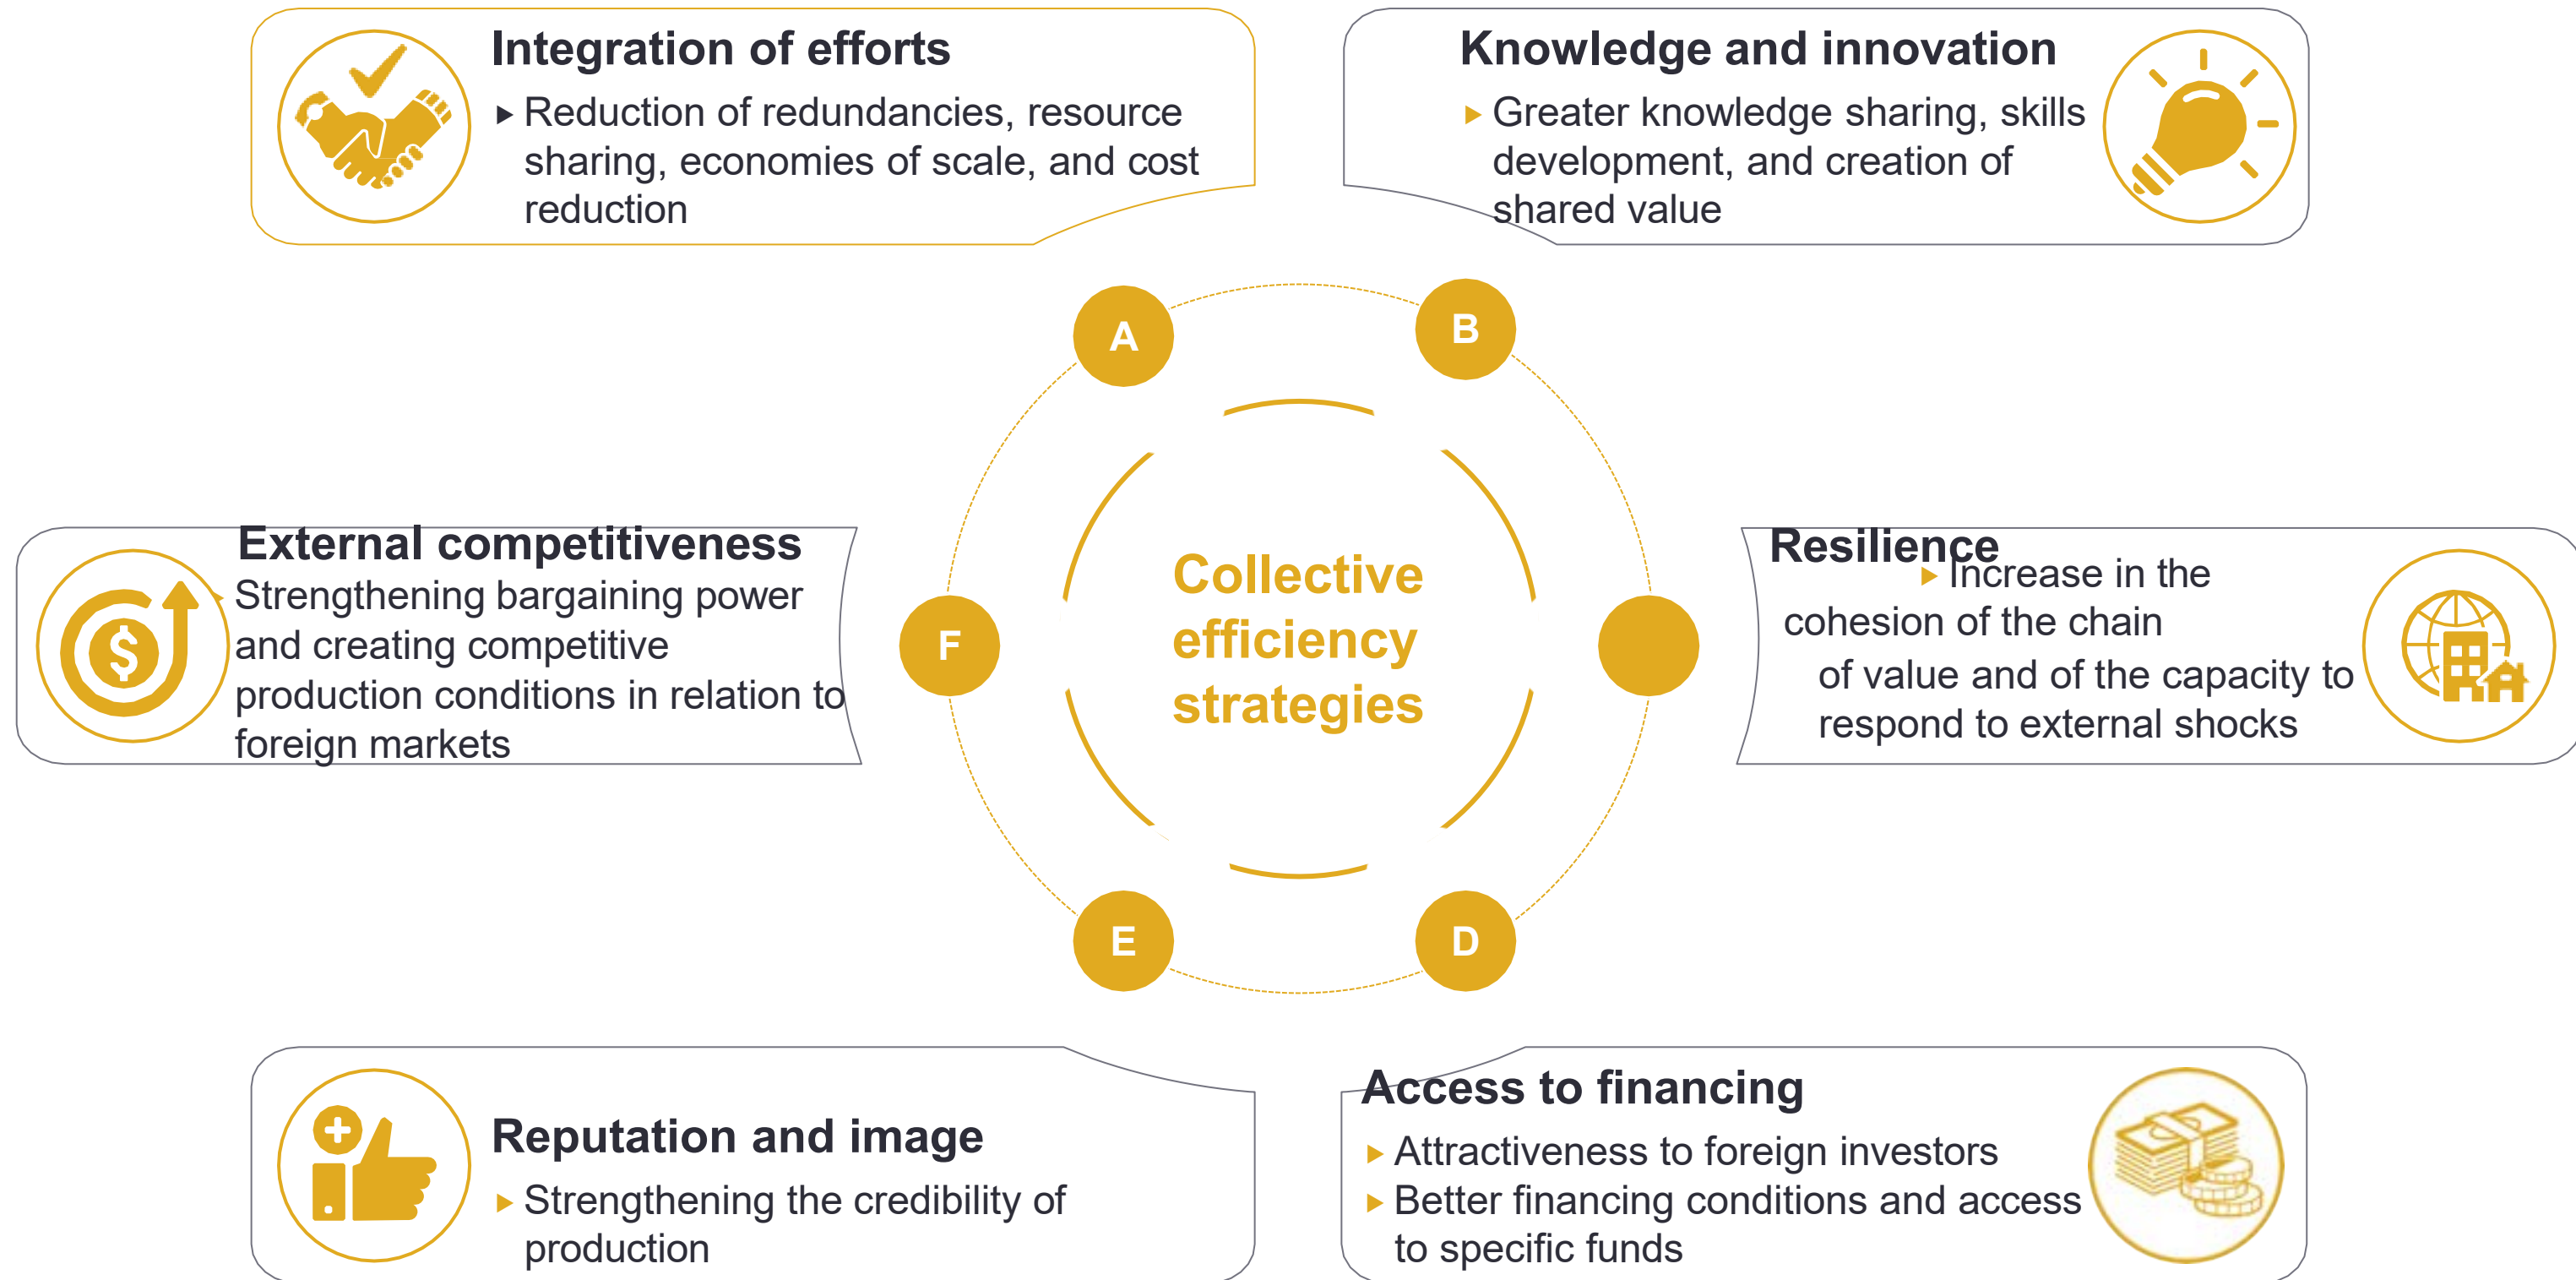 Integration of efforts
Reduction of redundancies, resource
sharing, economies of scale, and cost
reduction
Knowledge and innovation
Greater knowledge sharing, skills
development, and creation of
shared value
A
B
External competitiveness
Strengthening bargaining power
and creating competitive
production conditions in relation to
foreign markets
$
F
Collective
efficiency
strategies
Resilience
Increase in the
cohesion of the chain
of value and of the capacity to
respond to external shocks
E
D
Reputation and image
Strengthening the credibility of
production
Access to financing
Attractiveness to foreign investors
Better financing conditions and access
to specific funds